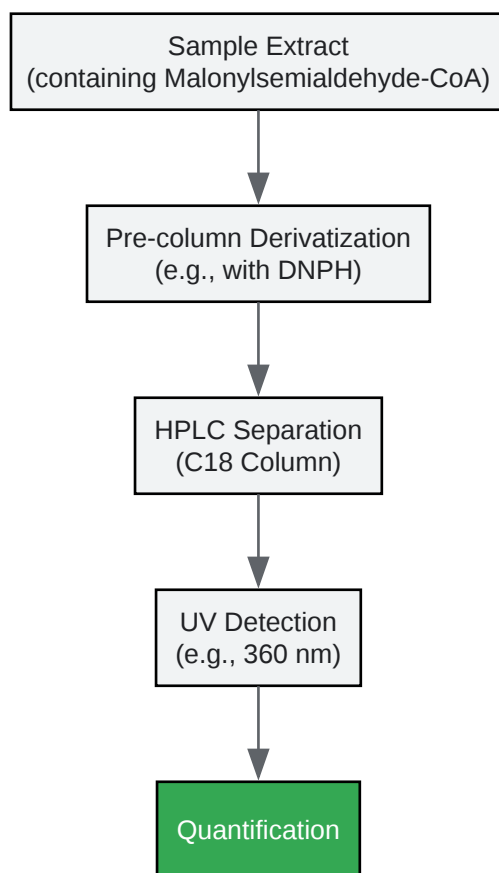 Sample Extract
(containing Malonylsemialdehyde-CoA)
Pre-column Derivatization
(e.g., with DNPH)
HPLC Separation
(C18 Column)
UV Detection
(e.g., 360 nm)
Quantification